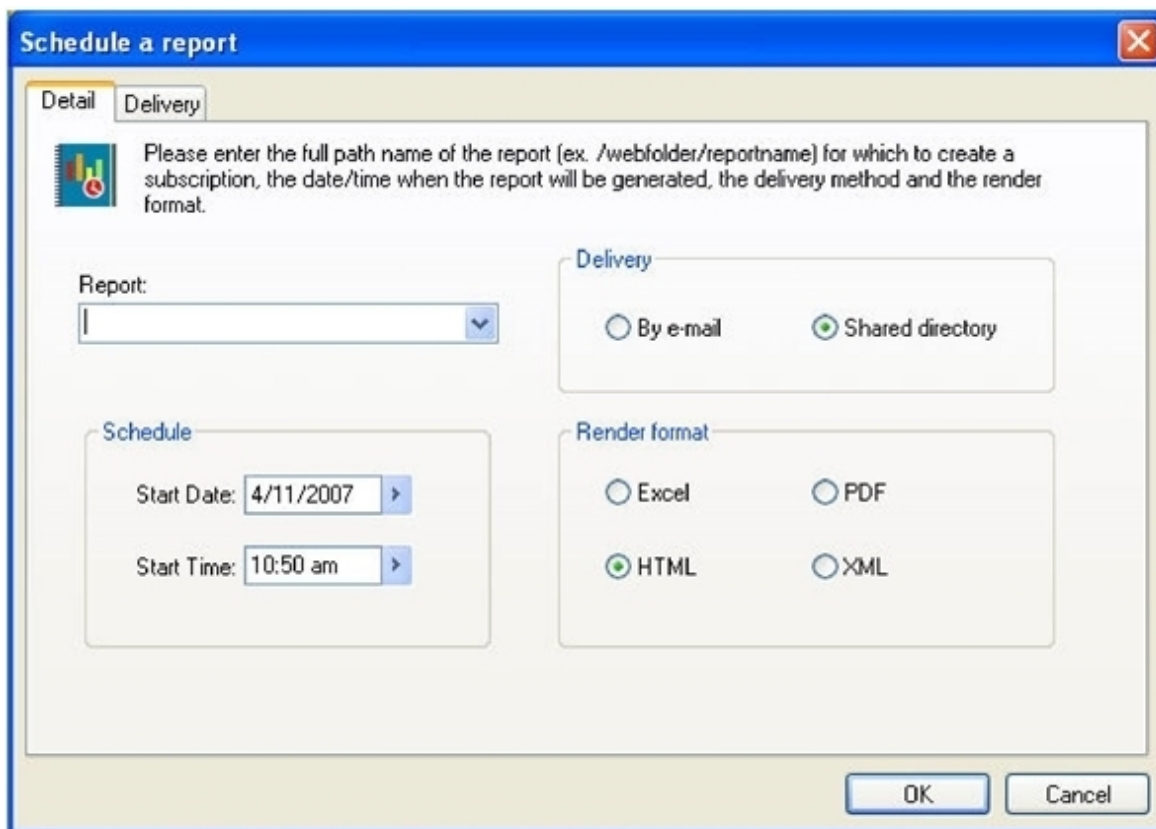 Schedule a report
Detail
Delivery
Please enter the full path name of the report (ex. /webfolder/reportname) for which to create a
subscription, the date/time when the report will be generated, the delivery method and the render
format.
Report:
Delivery
By e-mail
Shared directory
Schedule
Start Date: 4/11/2007
Start Time: 10:50 am
Render format
Excel
PDF
HTML
XML
OK
Cancel